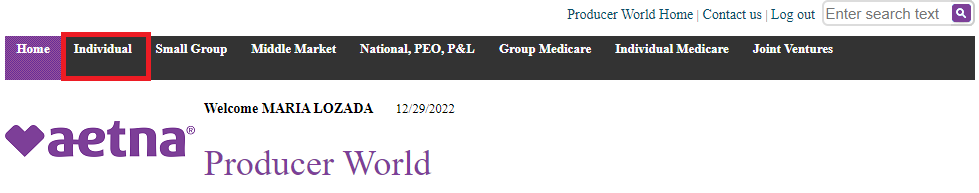 Producer World Home | Contact us | Log out Enter search text
Home Individual Small Group Middle Market National, PEO, P&L Group Medicare Individual Medicare Joint Ventures
Welcome MARIA LOZADA 12/29/2022
aetna®
Producer World